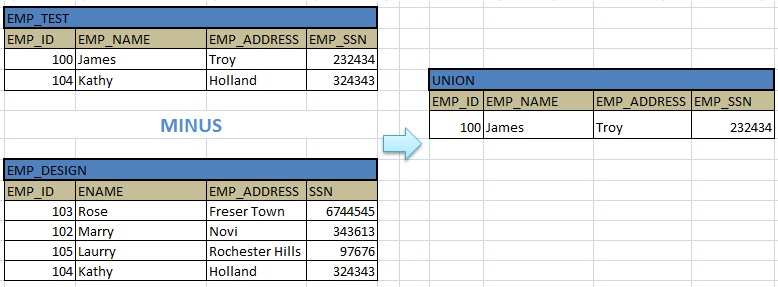 EMP_TEST
EMP_ID EMP_NAME EMP_ADDRESS EMP_SSN
100 James Troy 232434
104 Kathy Holland 324343
MINUS
EMP_DESIGN
EMP_ID ENAME EMP_ADDRESS SSN
103 Rose Freser Town 6744545
102 Marry Novi 343613
105 Laurry Rochester Hills 97676
104 Kathy Holland 324343
UNION
EMP_ID EMP_NAME EMP_ADDRESS EMP_SSN
100 James Troy 232434